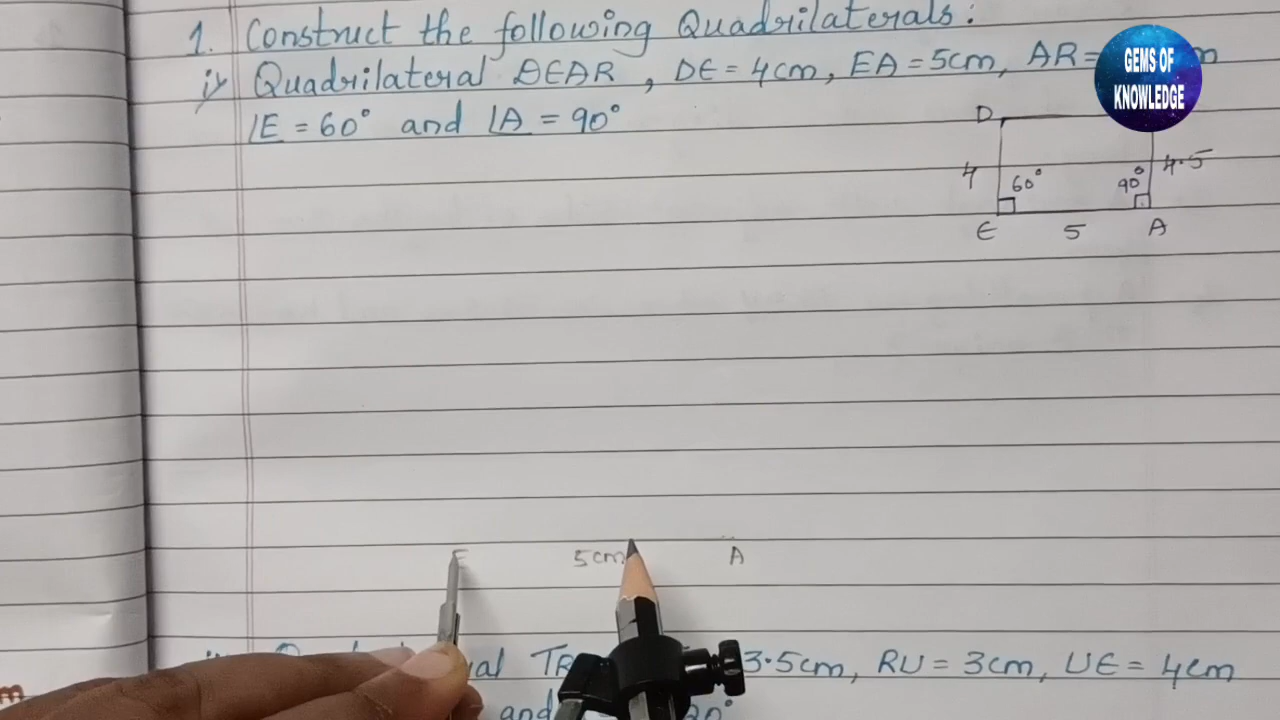 1. Construct the following Quadrilaterals:
i) Quadrilateral DEAR, DE = 4cm, EA = 5cm, AR =
∠E = 60° and ∠A = 90°
GEMS OF
KNOWLEDGE
D
4 60° 90° 4.5
E 5 A
5cm A
3.5cm, RU = 3cm, UE = 4cm
and